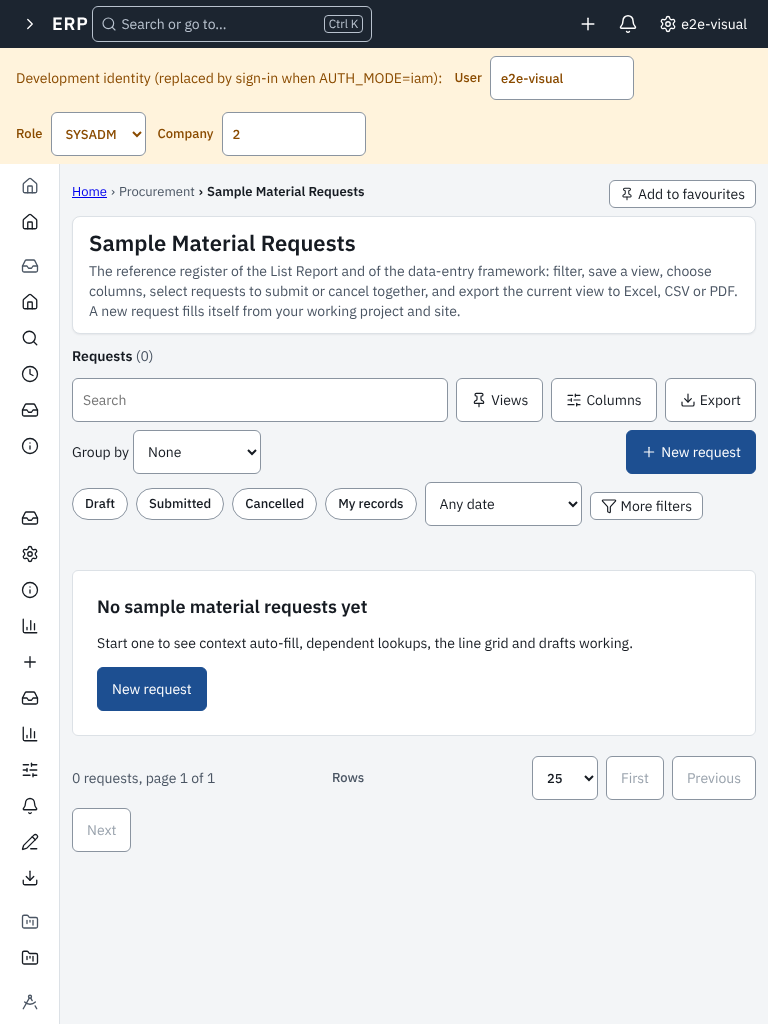 ERP Search or go to... Ctrl K e2e-visual
Development identity (replaced by sign-in when AUTH_MODE=iam): User e2e-visual
Role SYSADM Company 2
Home › Procurement › Sample Material Requests
Add to favourites
Sample Material Requests
The reference register of the List Report and of the data-entry framework: filter, save a view, choose
columns, select requests to submit or cancel together, and export the current view to Excel, CSV or PDF.
A new request fills itself from your working project and site.
Requests (0)
Search Views Columns Export
Group by None New request
Draft Submitted Cancelled My records Any date More filters
No sample material requests yet
Start one to see context auto-fill, dependent lookups, the line grid and drafts working.
New request
0 requests, page 1 of 1 Rows 25 First Previous
Next